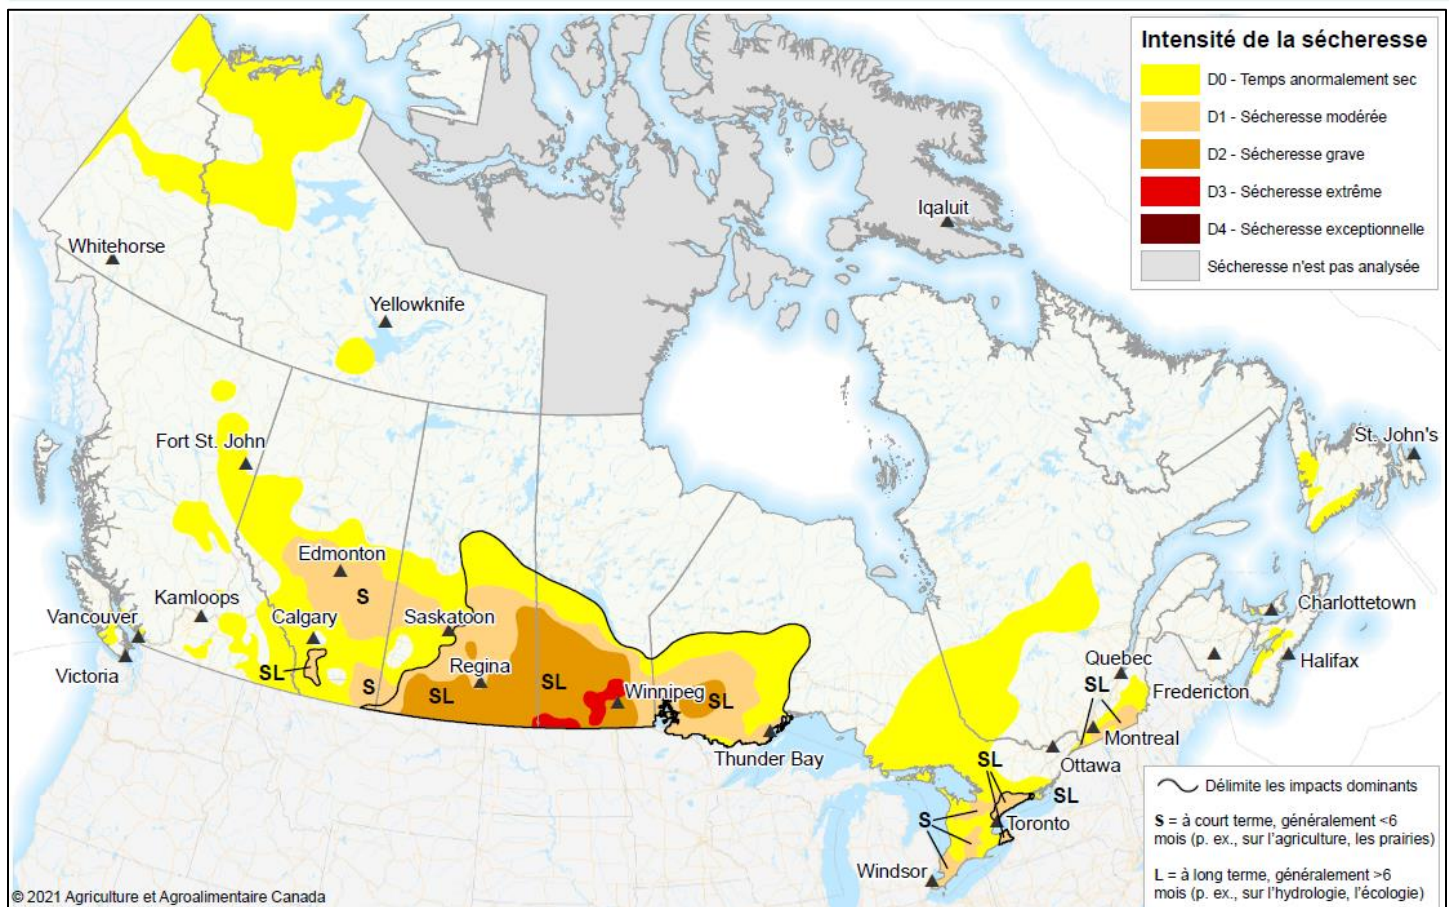 Intensité de la sécheresse
D0 - Temps anormalement sec
D1 - Sécheresse modérée
D2 - Sécheresse grave
D3 - Sécheresse extrême
D4 - Sécheresse exceptionnelle
Sécheresse n'est pas analysée
Iqaluit
Whitehorse
Yellowknife
Fort St. John
St. John's
Edmonton
S
Kamloops
Charlottetown
Vancouver
Calgary
Saskatoon
Victoria
SL
Regina
Quebec
Halifax
S
SL
SL
Winnipeg
SL
SL
Fredericton
Montreal
Thunder Bay
SL
Ottawa
SL
S
Toronto
Windsor
Délimite les impacts dominants
S = à court terme, généralement <6
mois (p. ex., sur l'agriculture, les prairies)
L = à long terme, généralement >6
mois (p. ex., sur l'hydrologie, l'écologie)
© 2021 Agriculture et Agroalimentaire Canada